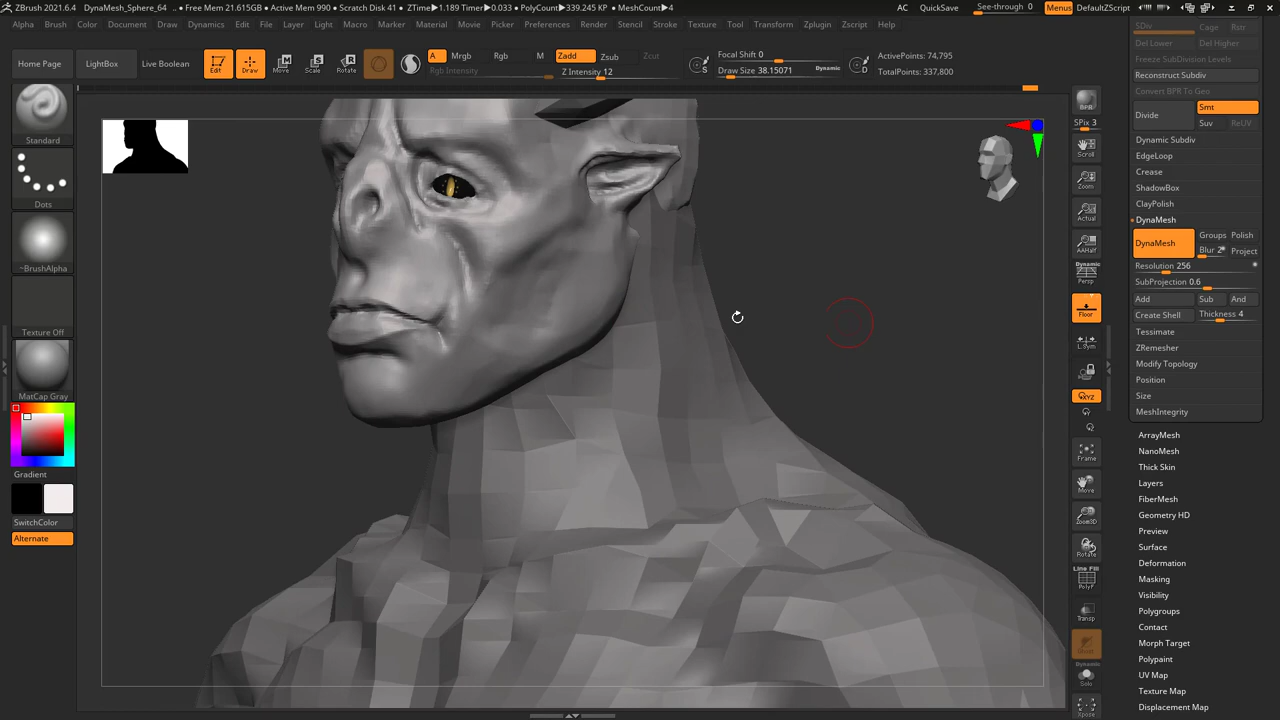 ZBrush 2021.6.4 DynaMesh_Sphere_64 .. • Free Mem 21.615GB • Active Mem 990 • Scratch Disk 41 • ZTime▸1.189 Timer▸0.033 • PolyCount▸339.245 KP • MeshCount▸4 AC QuickSave See-through 0 Menus DefaultZScript
Alpha Brush Color Document Draw Dynamics Edit File Layer Light Macro Marker Material Movie Picker Preferences Render Stencil Stroke Texture Tool Transform Zplugin Zscript Help
Home Page LightBox Live Boolean Edit Draw Move Scale Rotate
A Mrgb Rgb M Zadd Zsub Zcut
Rgb Intensity Z Intensity 12
Focal Shift 0
Draw Size 38.15071 Dynamic
S D
ActivePoints: 74,795
TotalPoints: 337,800
Standard
Dots
~BrushAlpha
Texture Off
MatCap Gray
Gradient
SwitchColor
Alternate
BPR
SPix 3
Scroll
Zoom
Actual
AAHalf
Dynamic
Persp
Floor
L.Sym
XYZ
Frame
Move
Zoom3D
Rotate
Line Fill
PolyF
Transp
Dynamic
Solo
Xpose
SDiv Cage Rstr
Del Lower Del Higher
Freeze SubDivision Levels
Reconstruct Subdiv
Convert BPR To Geo
Divide Smt
Suv ReUV
Dynamic Subdiv
EdgeLoop
Crease
ShadowBox
ClayPolish
DynaMesh
DynaMesh Groups Polish
Blur 2 Project
Resolution 256
SubProjection 0.6
Add Sub And
Create Shell Thickness 4
Tessimate
ZRemesher
Modify Topology
Position
Size
MeshIntegrity
ArrayMesh
NanoMesh
Thick Skin
Layers
FiberMesh
Geometry HD
Preview
Surface
Deformation
Masking
Visibility
Polygroups
Contact
Morph Target
Polypaint
UV Map
Texture Map
Displacement Map